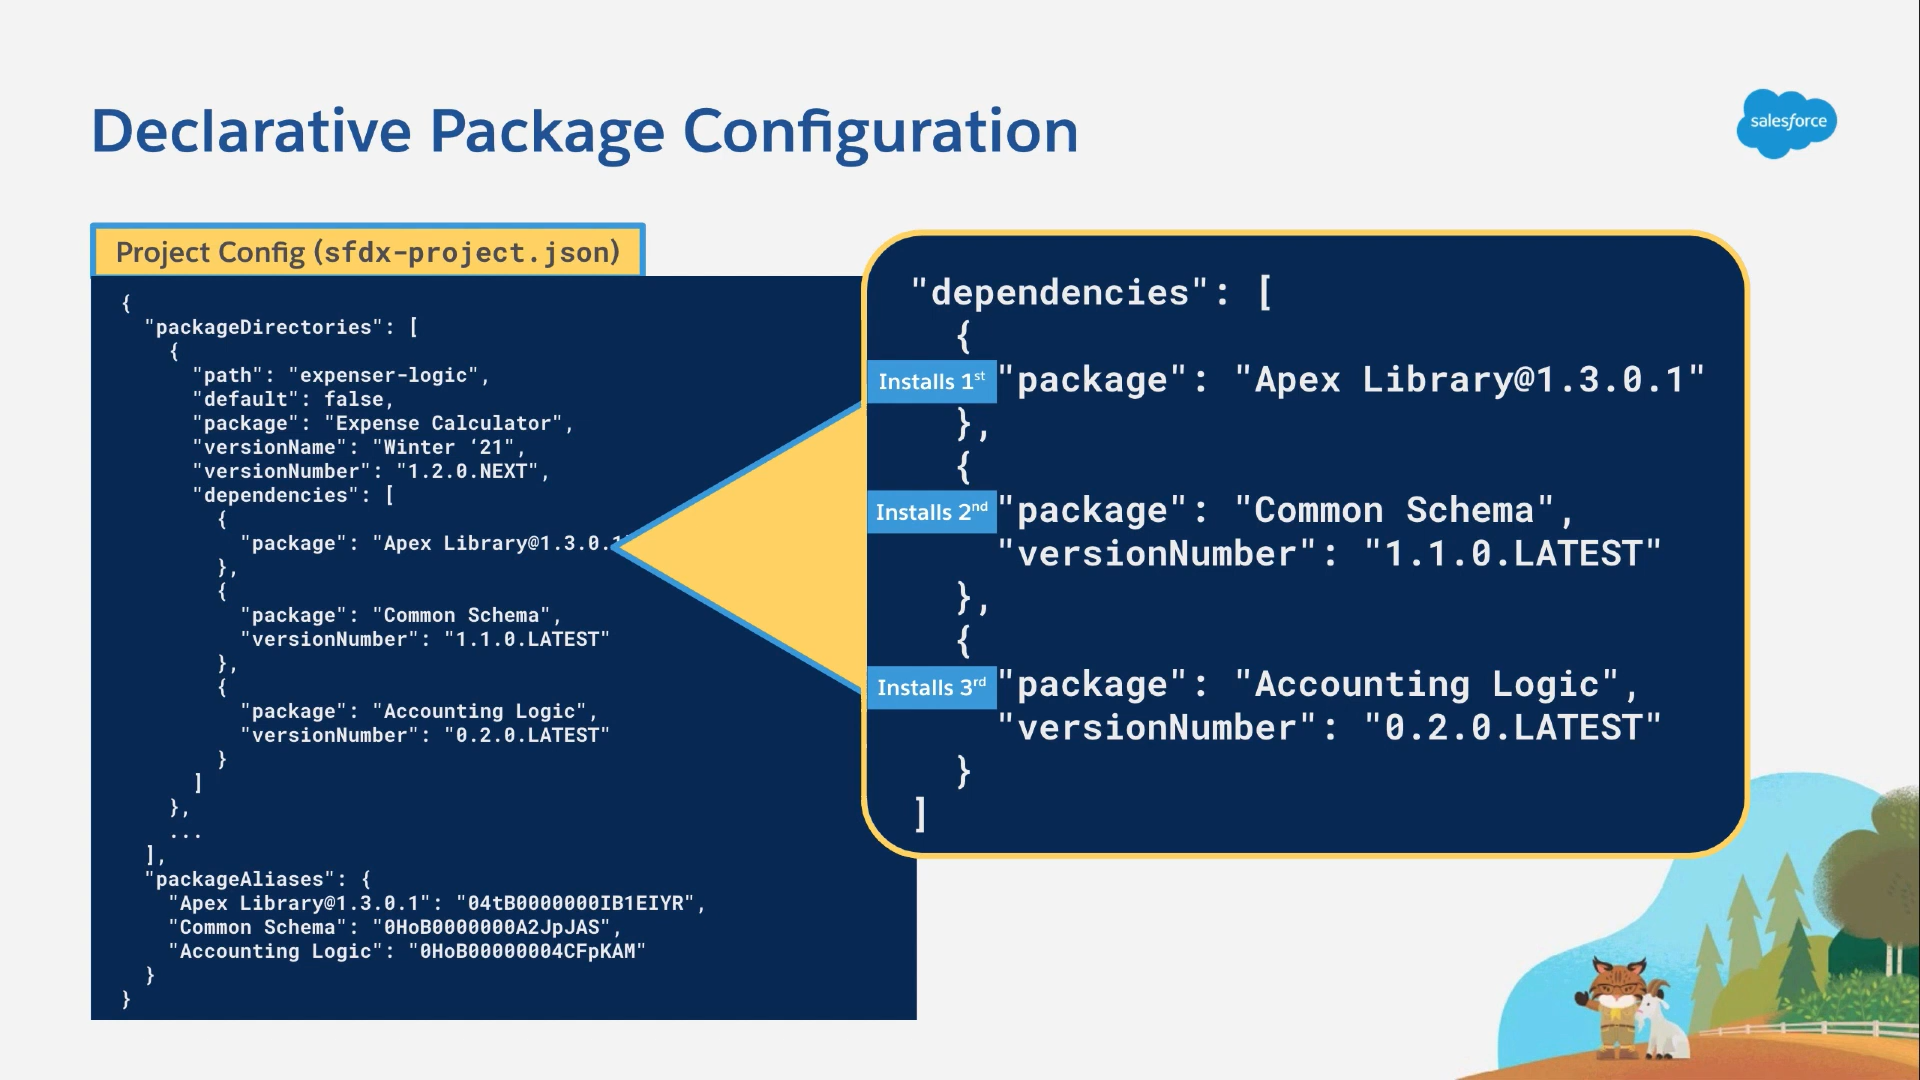 Declarative Package Configuration
salesforce
Project Config (sfdx-project.json)
{
"packageDirectories": [
{
"path": "expenser-logic",
"default": false,
"package": "Expense Calculator",
"versionName": "Winter ‘21",
"versionNumber": "1.2.0.NEXT",
"dependencies": [
{
"package": "Apex Library@1.3.0.1"
},
{
"package": "Common Schema",
"versionNumber": "1.1.0.LATEST"
},
{
"package": "Accounting Logic",
"versionNumber": "0.2.0.LATEST"
}
]
},
...
],
"packageAliases": {
"Apex Library@1.3.0.1": "04tB0000000IB1EIYR",
"Common Schema": "0HoB0000000A2JpJAS",
"Accounting Logic": "0HoB00000004CFpKAM"
}
}
"dependencies": [
{
Installs 1st "package": "Apex Library@1.3.0.1"
},
{
Installs 2nd "package": "Common Schema",
"versionNumber": "1.1.0.LATEST"
},
{
Installs 3rd "package": "Accounting Logic",
"versionNumber": "0.2.0.LATEST"
}
]